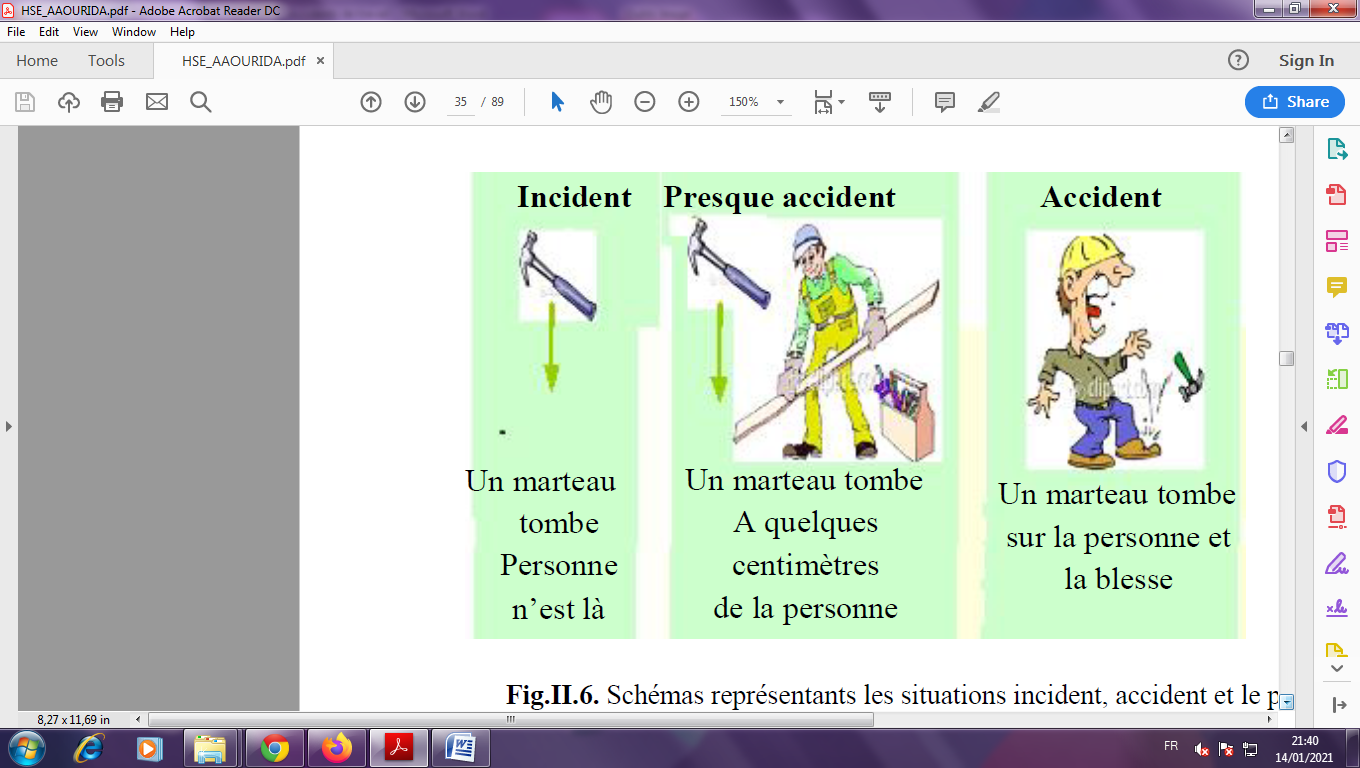 HSE_AAOURIDA.pdf - Adobe Acrobat Reader DC
File Edit View Window Help
Home Tools HSE_AAOURIDA.pdf × ? Sign In
35 / 89 150% Share
Incident Presque accident Accident
Un marteau
tombe
Personne
n’est là
Un marteau tombe
A quelques
centimètres
de la personne
Un marteau tombe
sur la personne et
la blesse
Fig.II.6. Schémas représentants les situations incident, accident et le p
8,27 x 11,69 in
FR 21:40
14/01/2021